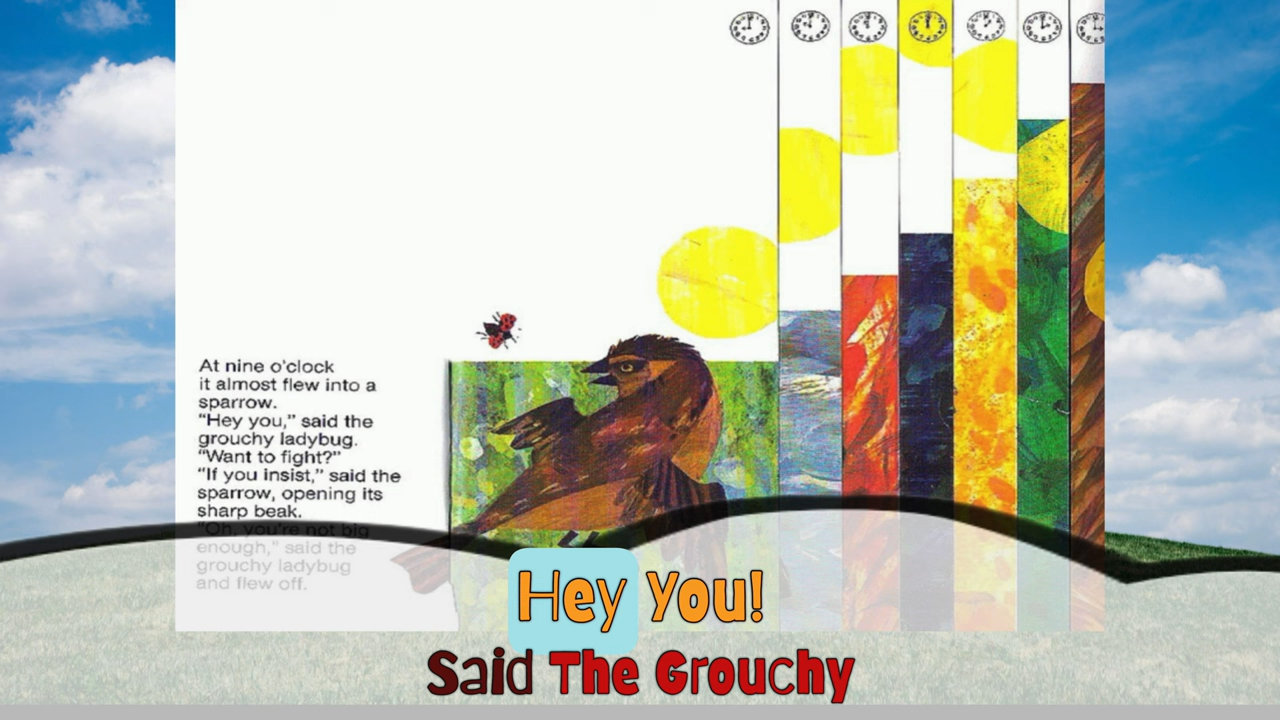 At nine o'clock
it almost flew into a
sparrow.
"Hey you," said the
grouchy ladybug.
"Want to fight?"
"If you insist," said the
sparrow, opening its
sharp beak.
"Oh, you're not big
enough," said the
grouchy ladybug
and flew off.
Hey You!
Said The Grouchy